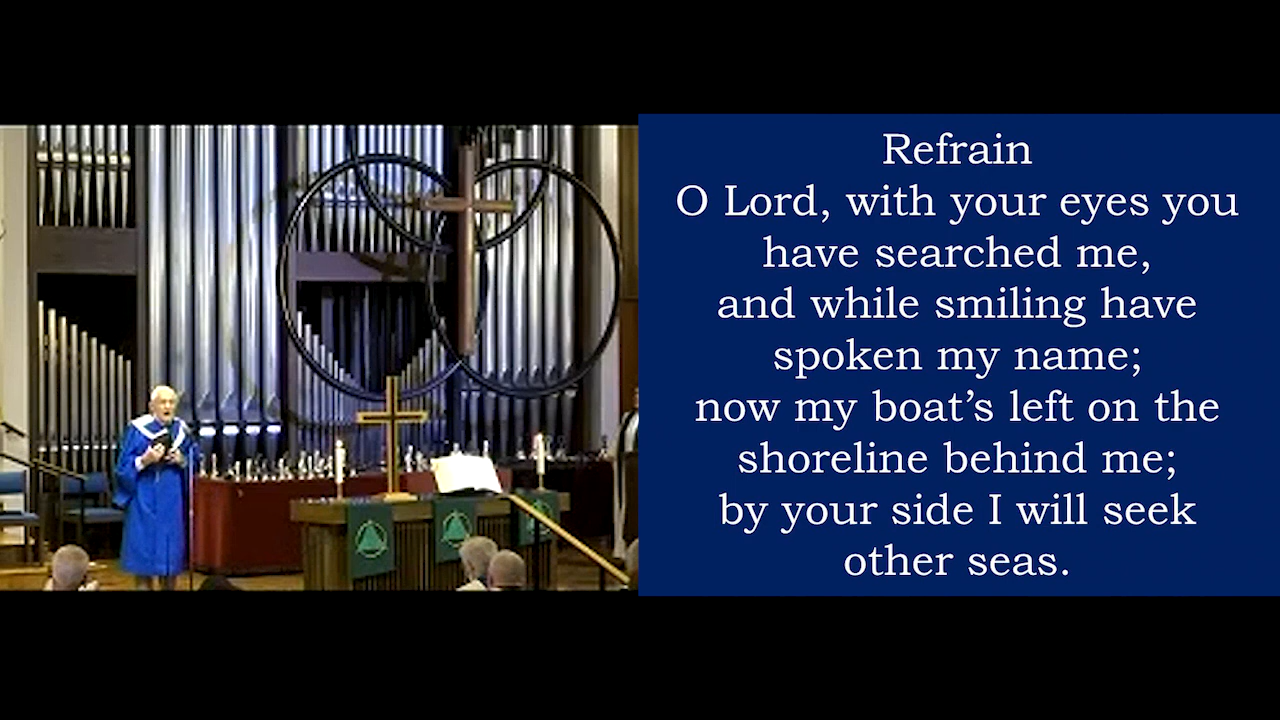 Refrain
O Lord, with your eyes you
have searched me,
and while smiling have
spoken my name;
now my boat’s left on the
shoreline behind me;
by your side I will seek
other seas.